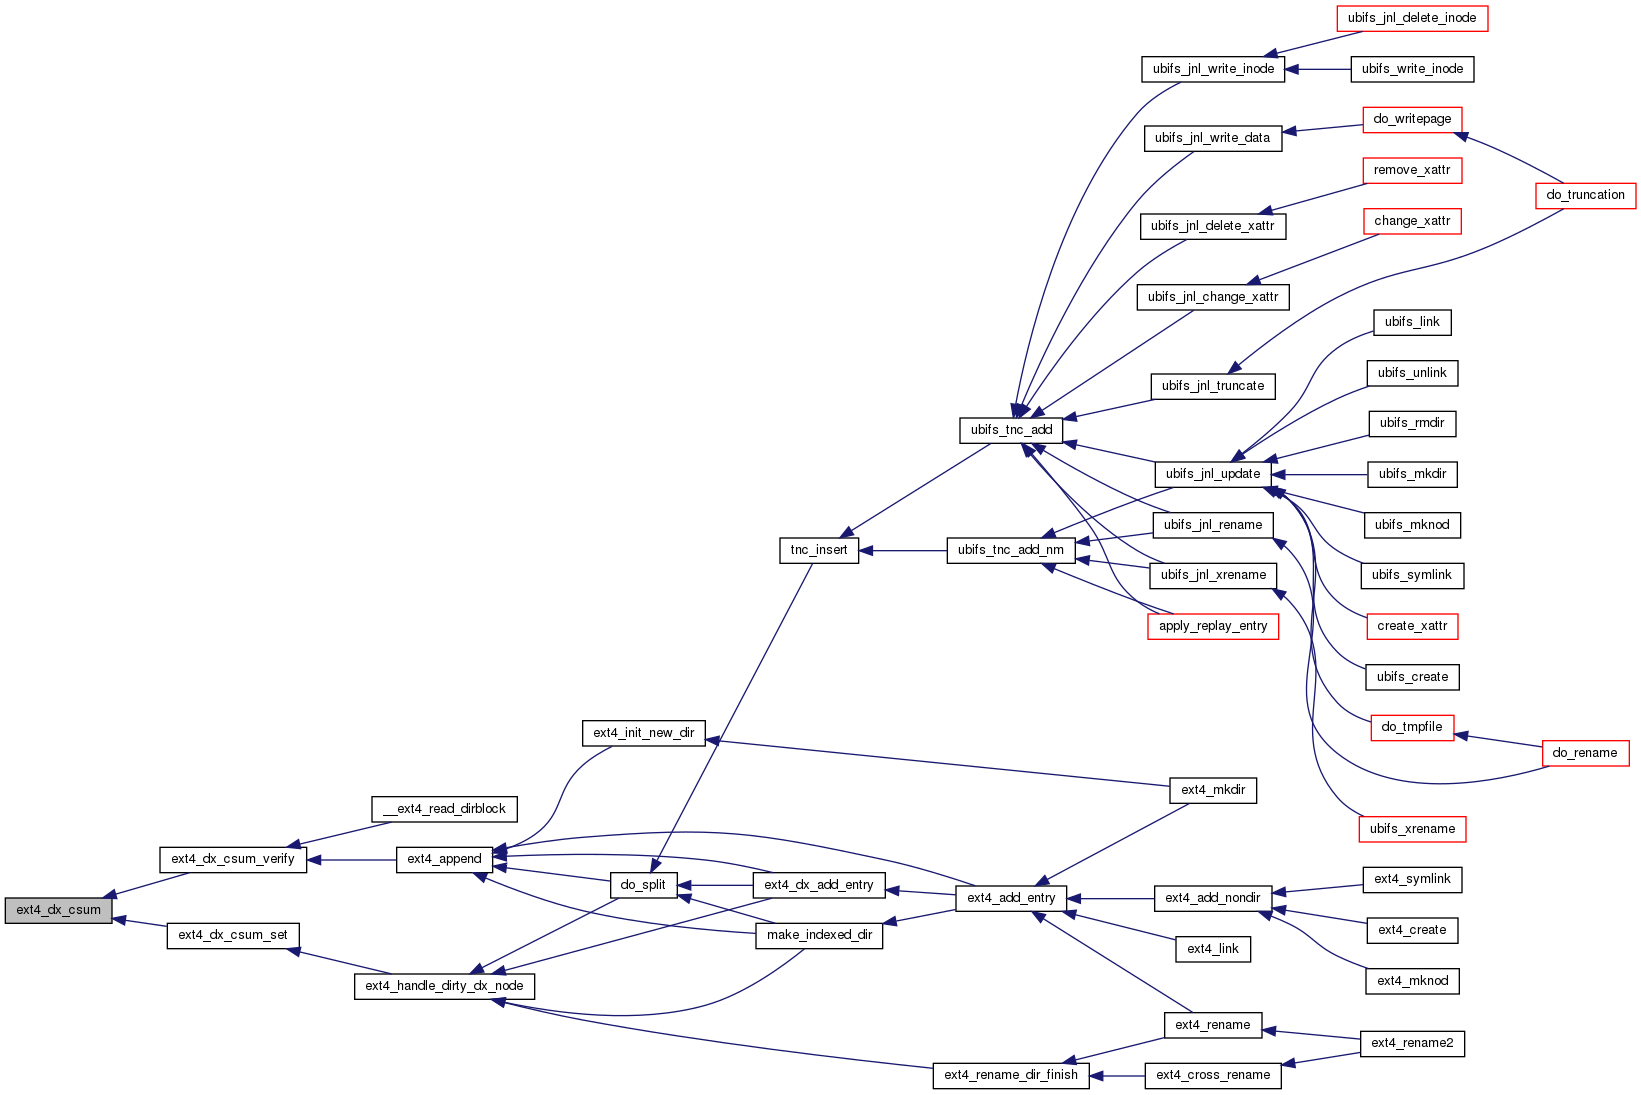 ubifs_jnl_delete_inode
ubifs_jnl_write_inode
ubifs_write_inode
do_writepage
ubifs_jnl_write_data
remove_xattr
do_truncation
change_xattr
ubifs_jnl_delete_xattr
ubifs_jnl_change_xattr
ubifs_link
ubifs_unlink
ubifs_jnl_truncate
ubifs_rmdir
ubifs_tnc_add
ubifs_jnl_update
ubifs_mkdir
ubifs_jnl_rename
ubifs_mknod
tnc_insert
ubifs_tnc_add_nm
ubifs_jnl_xrename
ubifs_symlink
apply_replay_entry
create_xattr
ubifs_create
ext4_init_new_dir
do_tmpfile
do_rename
ext4_mkdir
__ext4_read_dirblock
ubifs_xrename
ext4_dx_csum_verify
ext4_append
do_split
ext4_dx_add_entry
ext4_symlink
ext4_add_entry
ext4_add_nondir
ext4_dx_csum
ext4_dx_csum_set
make_indexed_dir
ext4_create
ext4_link
ext4_handle_dirty_dx_node
ext4_mknod
ext4_rename
ext4_rename2
ext4_rename_dir_finish
ext4_cross_rename